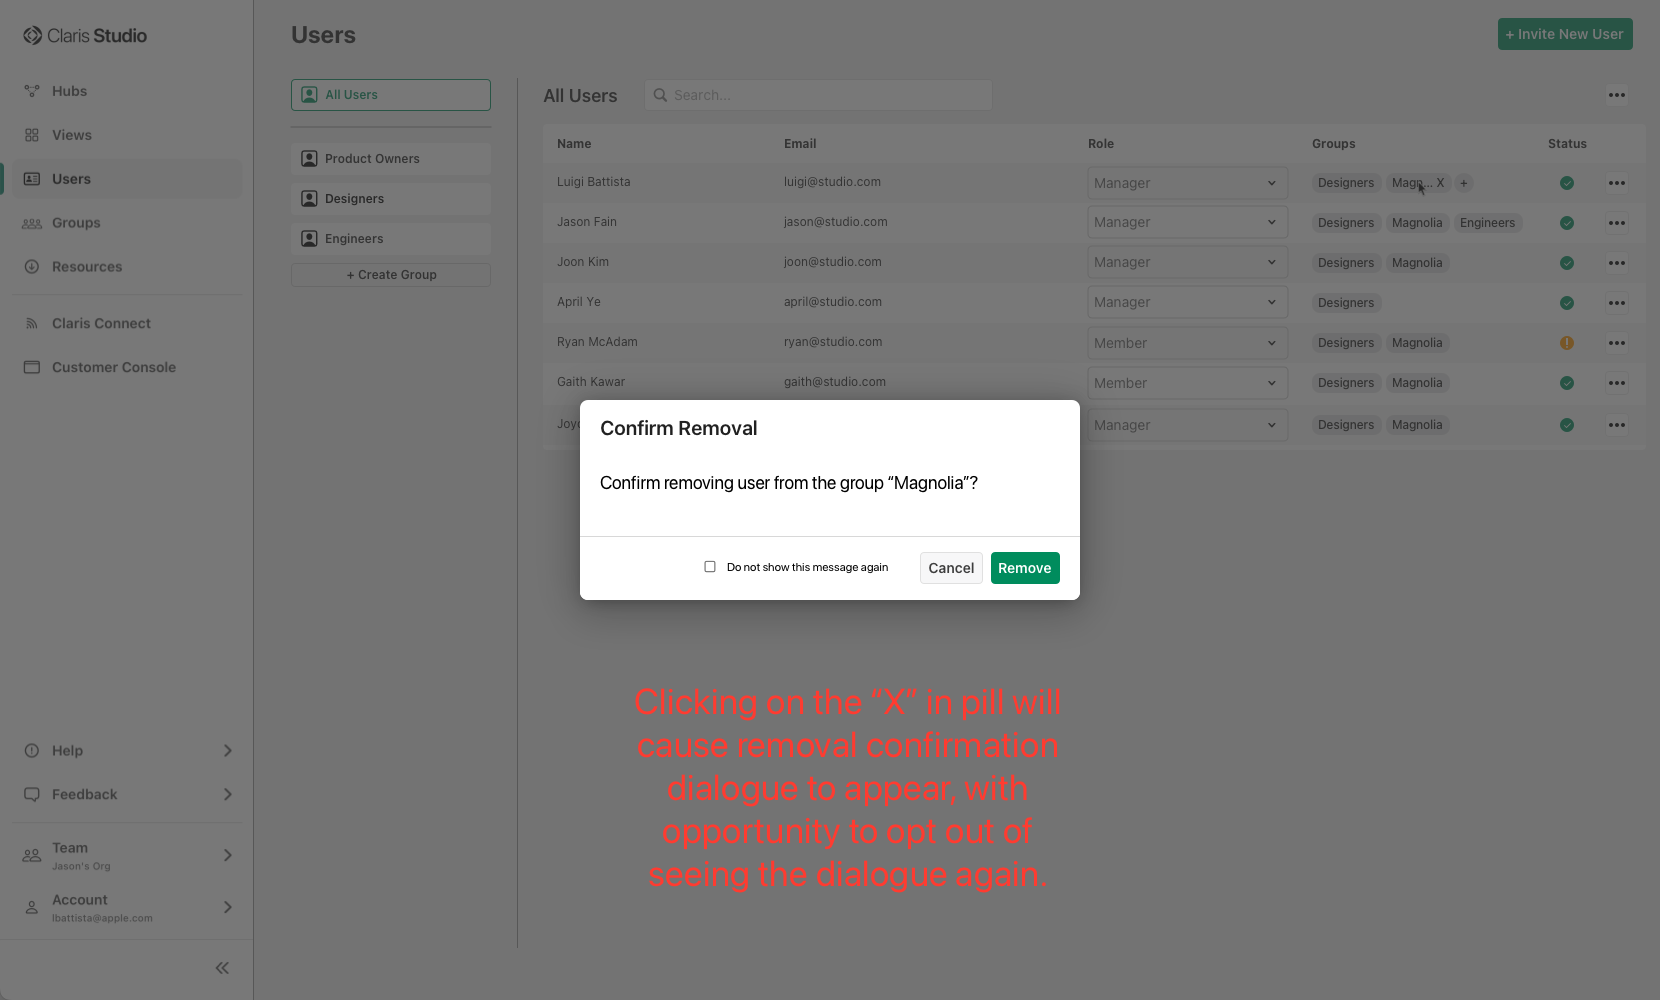 Claris Studio
Hubs
Views
Users
Groups
Resources
Claris Connect
Customer Console
Help
Feedback
Team
Jason's Org
Account
lbattista@apple.com
Users
+ Invite New User
All Users
Product Owners
Designers
Engineers
+ Create Group
All Users
Search...
Name Email Role Groups Status
Luigi Battista luigi@studio.com Manager Designers Magn... X +
Jason Fain jason@studio.com Manager Designers Magnolia Engineers
Joon Kim joon@studio.com Manager Designers Magnolia
April Ye april@studio.com Manager Designers
Ryan McAdam ryan@studio.com Member Designers Magnolia
Gaith Kawar gaith@studio.com Member Designers Magnolia
Manager Designers Magnolia
Confirm Removal
Confirm removing user from the group “Magnolia”?
Do not show this message again
Cancel
Remove
Clicking on the “X” in pill will
cause removal confirmation
dialogue to appear, with
opportunity to opt out of
seeing the dialogue again.